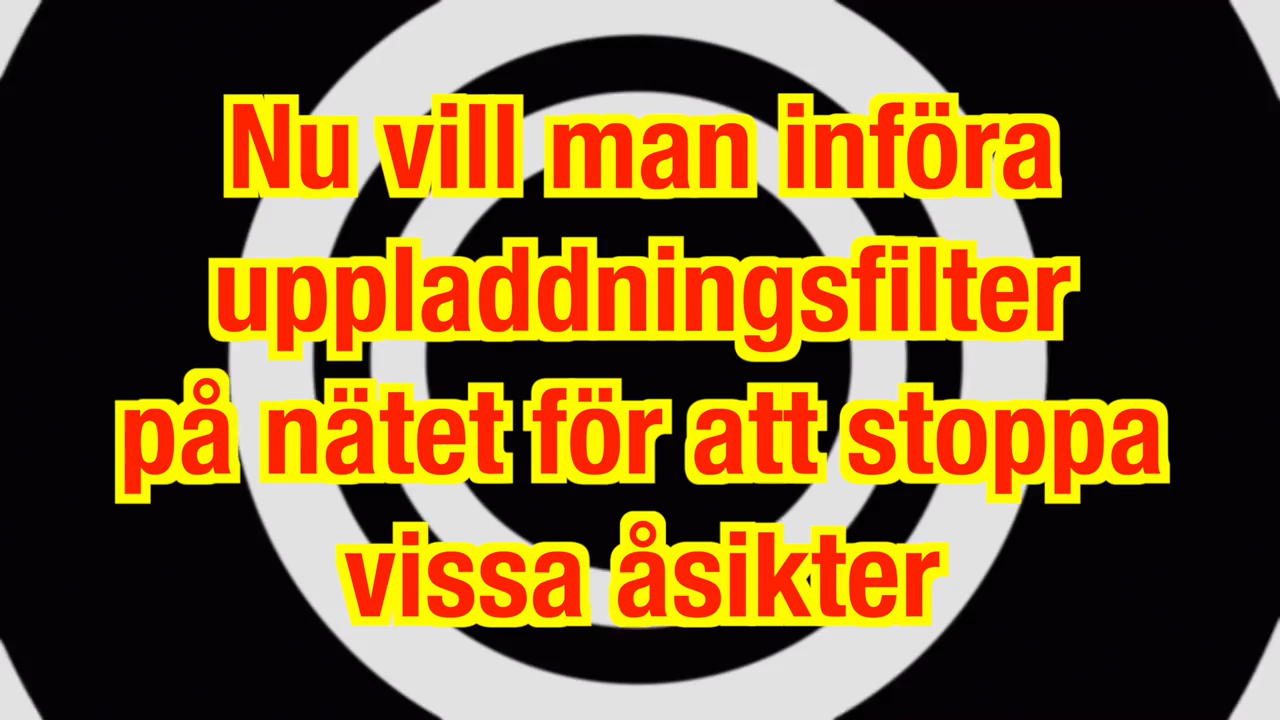 Nu vill man införa
uppladdningsfilter
på nätet för att stoppa
vissa åsikter